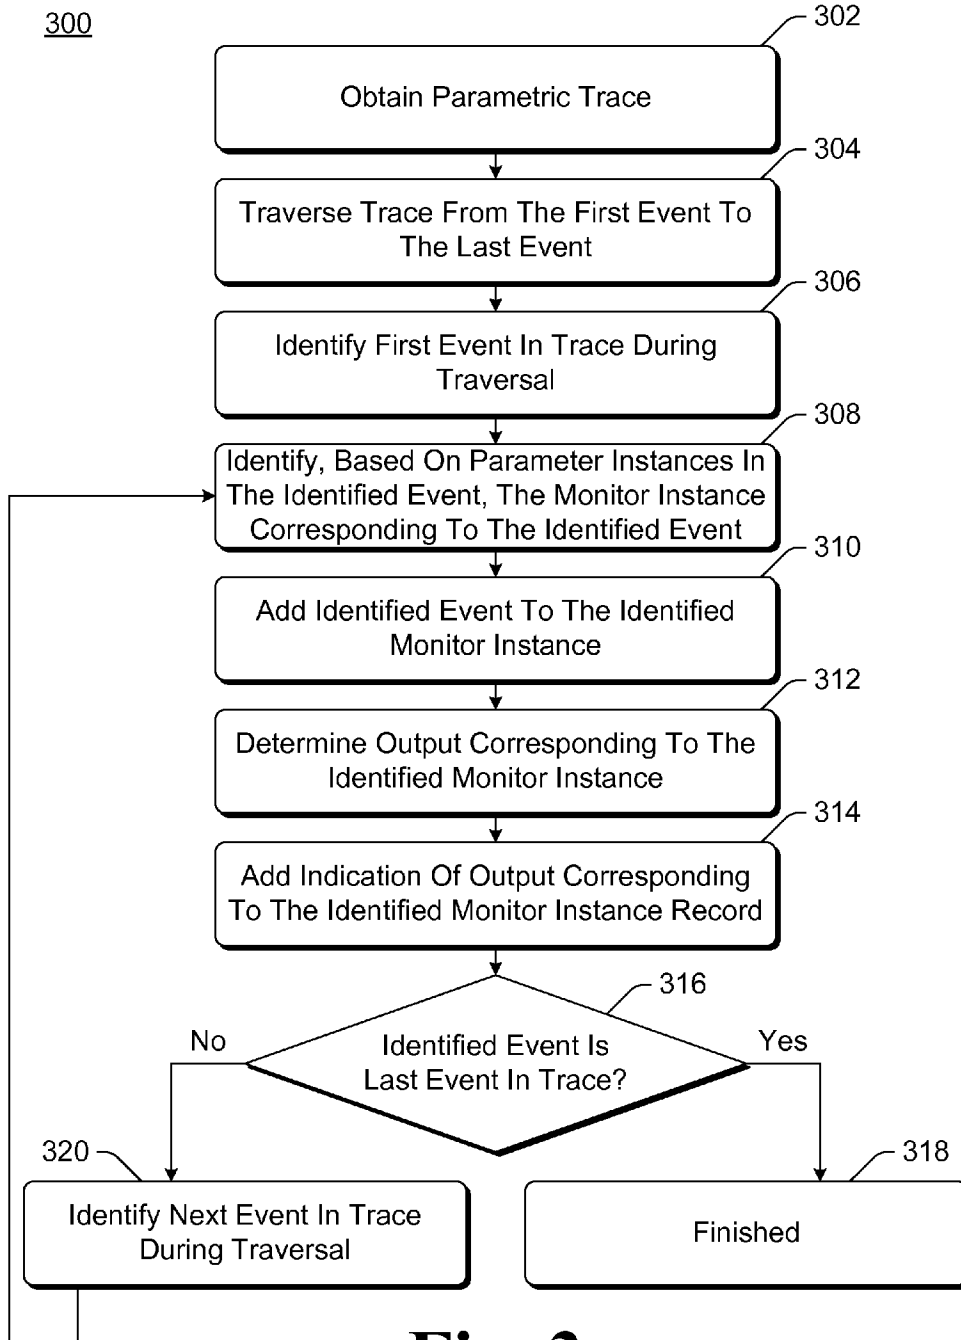 300
302
Obtain Parametric Trace
304
Traverse Trace From The First Event To
The Last Event
306
Identify First Event In Trace During
Traversal
308
Identify, Based On Parameter Instances In
The Identified Event, The Monitor Instance
Corresponding To The Identified Event
310
Add Identified Event To The Identified
Monitor Instance
312
Determine Output Corresponding To The
Identified Monitor Instance
314
Add Indication Of Output Corresponding
To The Identified Monitor Instance Record
316
Identified Event Is
Last Event In Trace?
No
Yes
320
Identify Next Event In Trace
During Traversal
318
Finished